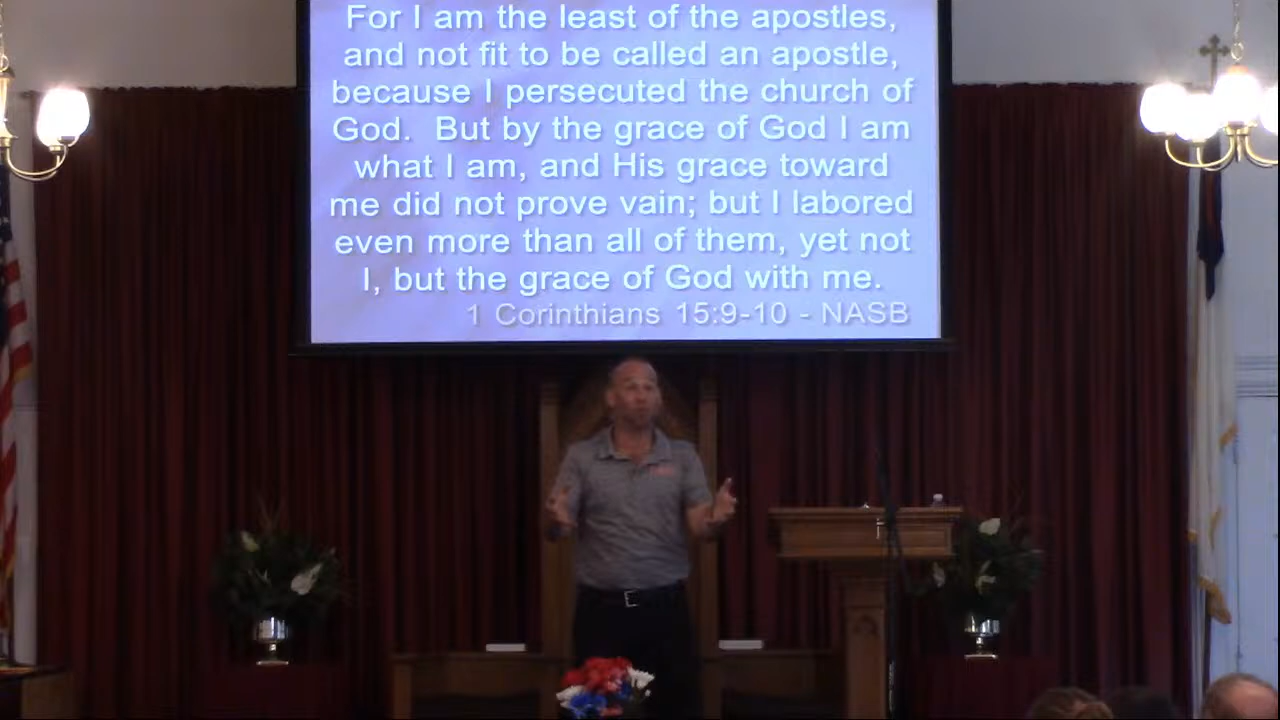 For I am the least of the apostles,
and not fit to be called an apostle,
because I persecuted the church of
God. But by the grace of God I am
what I am, and His grace toward
me did not prove vain; but I labored
even more than all of them, yet not
I, but the grace of God with me.
1 Corinthians 15:9-10 - NASB